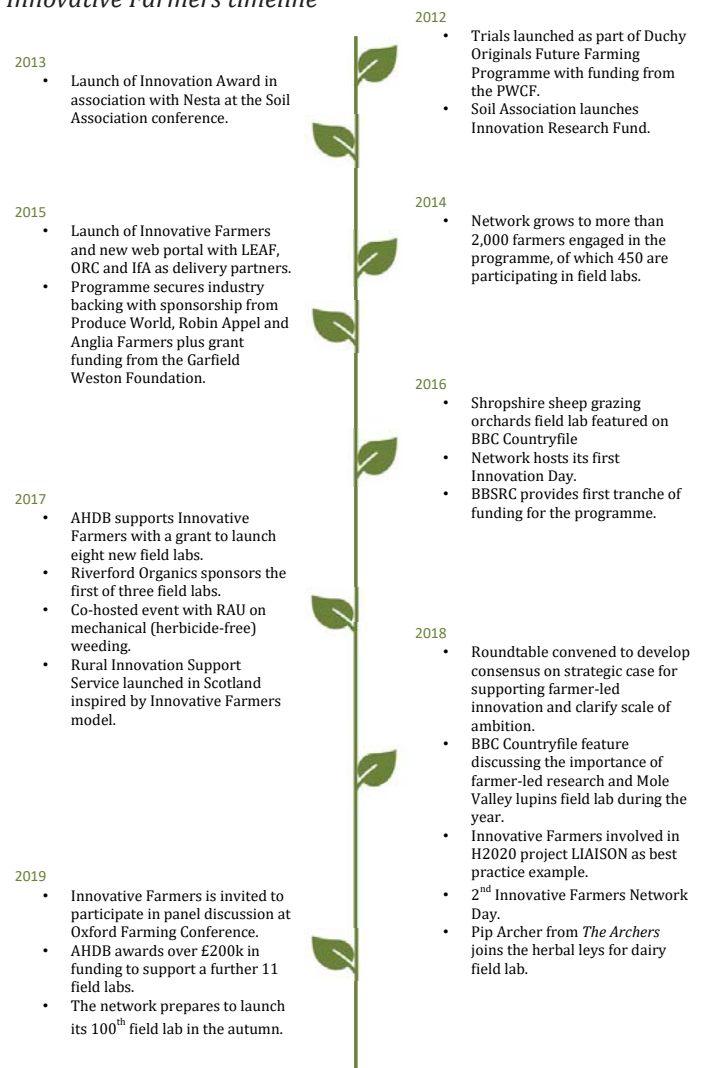 Innovative Farmers timeline
2012
• Trials launched as part of Duchy
Originals Future Farming
Programme with funding from
the PWCF.
• Soil Association launches
Innovation Research Fund.
2013
• Launch of Innovation Award in
association with Nesta at the Soil
Association conference.
2014
• Network grows to more than
2,000 farmers engaged in the
programme, of which 450 are
participating in field labs.
2015
• Launch of Innovative Farmers
and new web portal with LEAF,
ORC and IfA as delivery partners.
• Programme secures industry
backing with sponsorship from
Produce World, Robin Appel and
Anglia Farmers plus grant
funding from the Garfield
Weston Foundation.
2016
• Shropshire sheep grazing
orchards field lab featured on
BBC Countryfile
• Network hosts its first
Innovation Day.
• BBSRC provides first tranche of
funding for the programme.
2017
• AHDB supports Innovative
Farmers with a grant to launch
eight new field labs.
• Riverford Organics sponsors the
first of three field labs.
• Co-hosted event with RAU on
mechanical (herbicide-free)
weeding.
• Rural Innovation Support
Service launched in Scotland
inspired by Innovative Farmers
model.
2018
• Roundtable convened to develop
consensus on strategic case for
supporting farmer-led
innovation and clarify scale of
ambition.
• BBC Countryfile feature
discussing the importance of
farmer-led research and Mole
Valley lupins field lab during the
year.
• Innovative Farmers involved in
H2020 project LIAISON as best
practice example.
• 2nd Innovative Farmers Network
Day.
• Pip Archer from The Archers
joins the herbal leys for dairy
field lab.
2019
• Innovative Farmers is invited to
participate in panel discussion at
Oxford Farming Conference.
• AHDB awards over £200k in
funding to support a further 11
field labs.
• The network prepares to launch
its 100th field lab in the autumn.